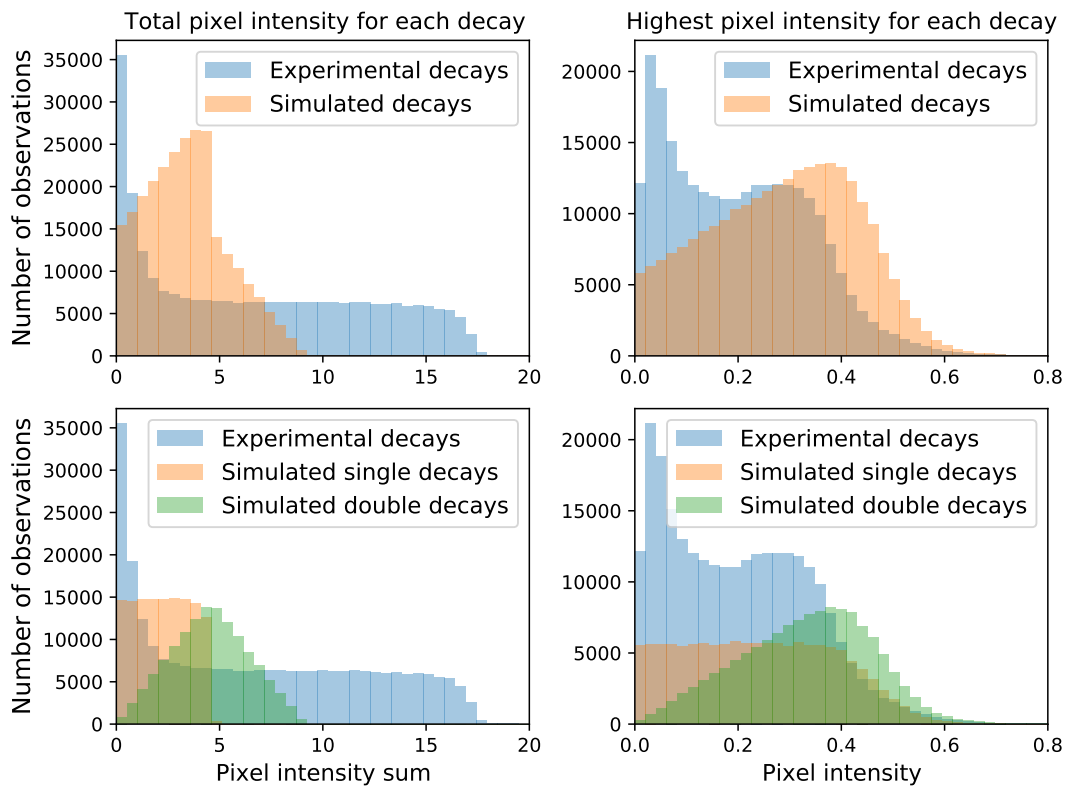 Total pixel intensity for each decay
Number of observations
35000
30000
25000
20000
15000
10000
5000
0
Experimental decays
Simulated decays
0 5 10 15 20
Highest pixel intensity for each decay
20000
15000
10000
5000
0
Experimental decays
Simulated decays
0.0 0.2 0.4 0.6 0.8
Number of observations
35000
30000
25000
20000
15000
10000
5000
0
Experimental decays
Simulated single decays
Simulated double decays
0 5 10 15 20
Pixel intensity sum
20000
15000
10000
5000
0
Experimental decays
Simulated single decays
Simulated double decays
0.0 0.2 0.4 0.6 0.8
Pixel intensity